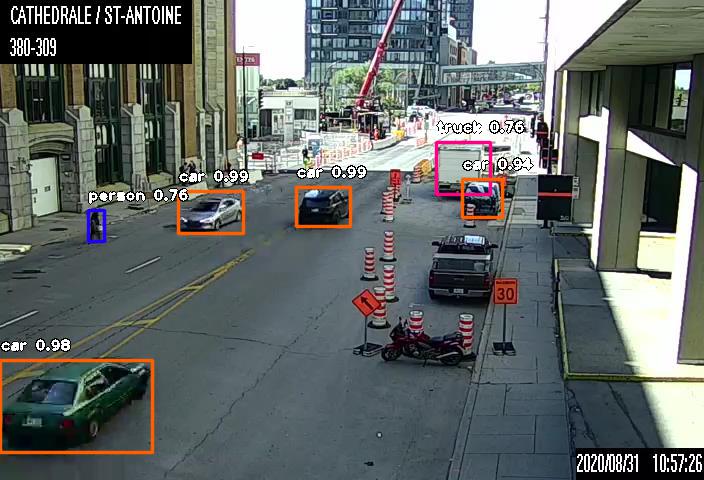 CATHEDRALE / ST-ANTOINE
380-309
truck 0.76
car 0.94
car 0.99
car 0.99
person 0.76
30
car 0.98
2020/08/31 10:57:26